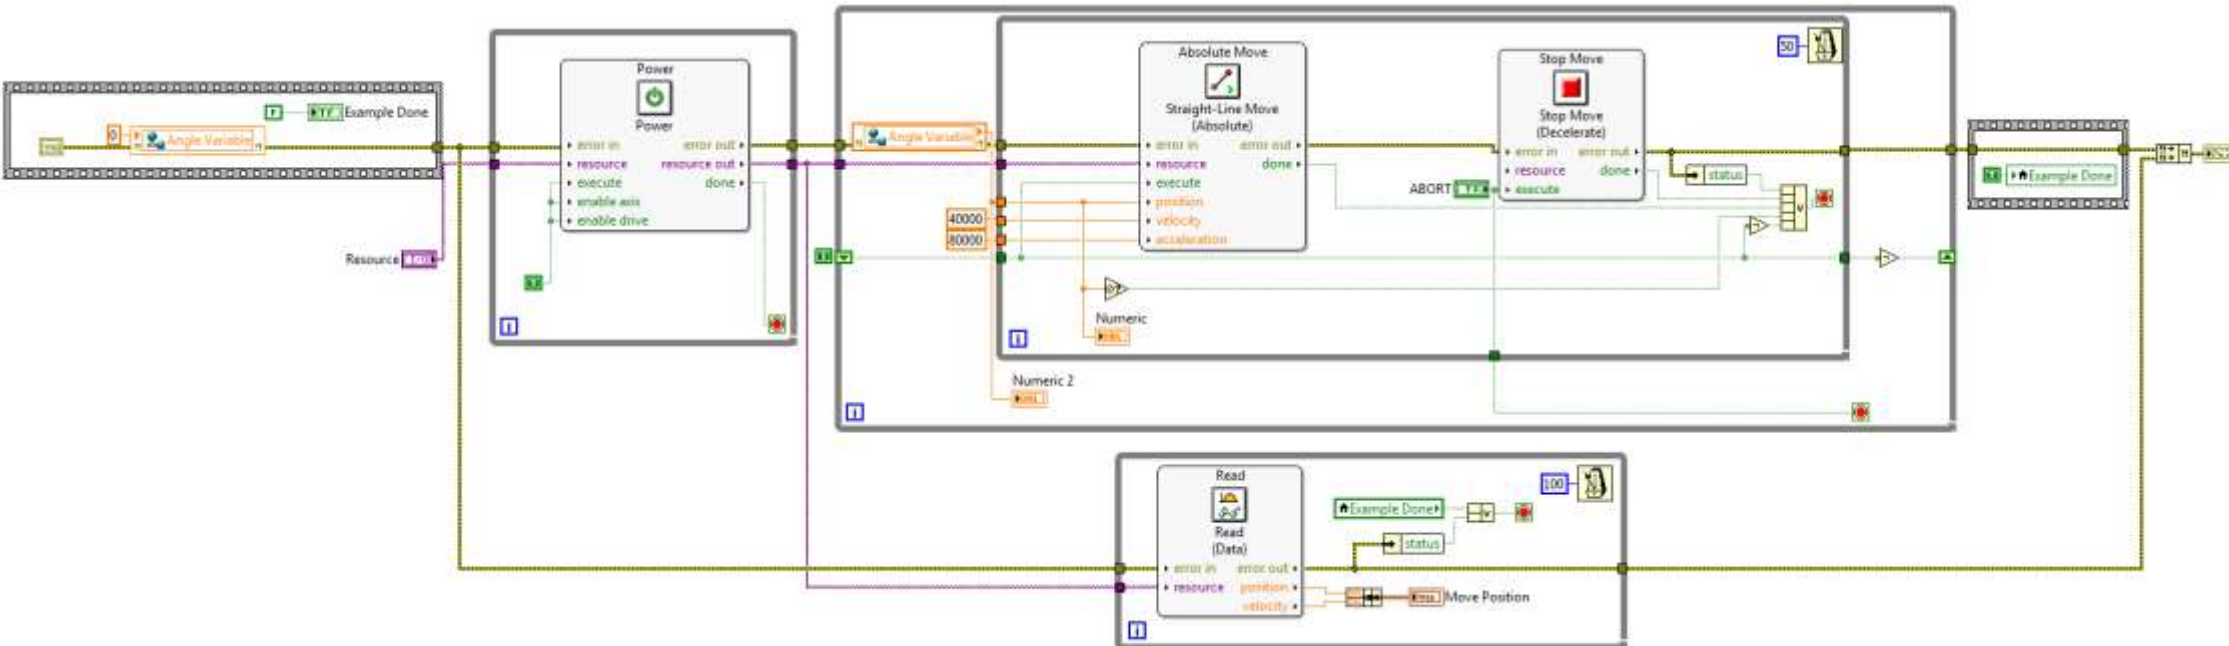 Example Done
0
Angle Variable
Resource
Power
Power
error in
error out
resource
resource out
execute
done
enable axis
enable drive
i
Angle Variable
40000
80000
Absolute Move
Straight-Line Move
(Absolute)
error in
error out
resource
done
execute
position
velocity
acceleration
Numeric
i
Numeric 2
i
ABORT
Stop Move
Stop Move
(Decelerate)
error in
error out
resource
done
execute
50
status
Example Done
Read
Read
(Data)
error in
error out
resource
position
velocity
i
100
Example Done
status
Move Position